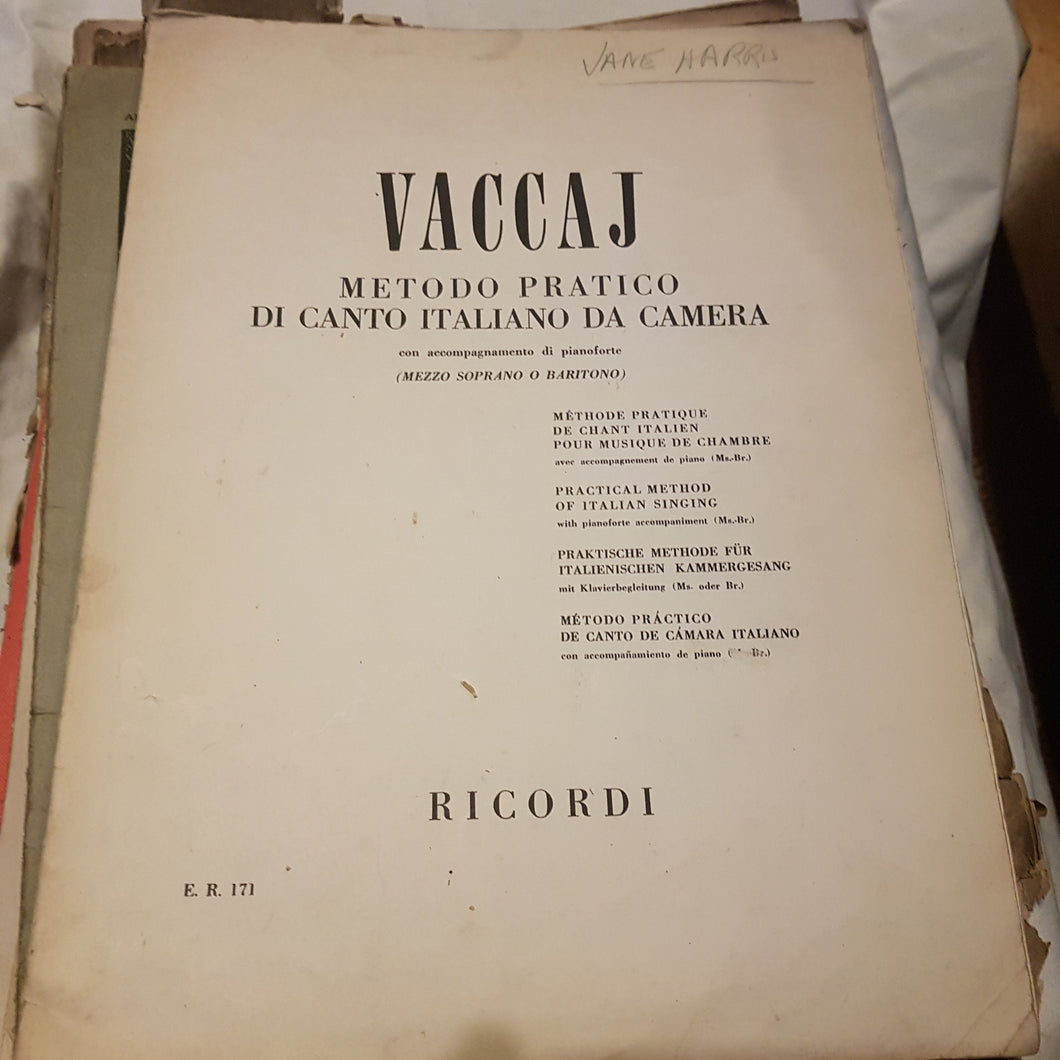 JANE HARRIS
VACCAJ
METODO PRATICO
DI CANTO ITALIANO DA CAMERA
con accompagnamento di pianoforte
(MEZZO SOPRANO O BARITONO)
MÉTHODE PRATIQUE
DE CHANT ITALIEN
POUR MUSIQUE DE CHAMBRE
avec accompagnement de piano (Ms.-Br.)
PRACTICAL METHOD
OF ITALIAN SINGING
with pianoforte accompaniment (Ms.-Br.)
PRAKTISCHE METHODE FÜR
ITALIENISCHEN KAMMERGESANG
mit Klavierbegleitung (Ms. oder Br.)
MÉTODO PRÁCTICO
DE CANTO DE CÁMARA ITALIANO
con accompañamiento de piano ( Br.)
RICORDI
E. R. 171